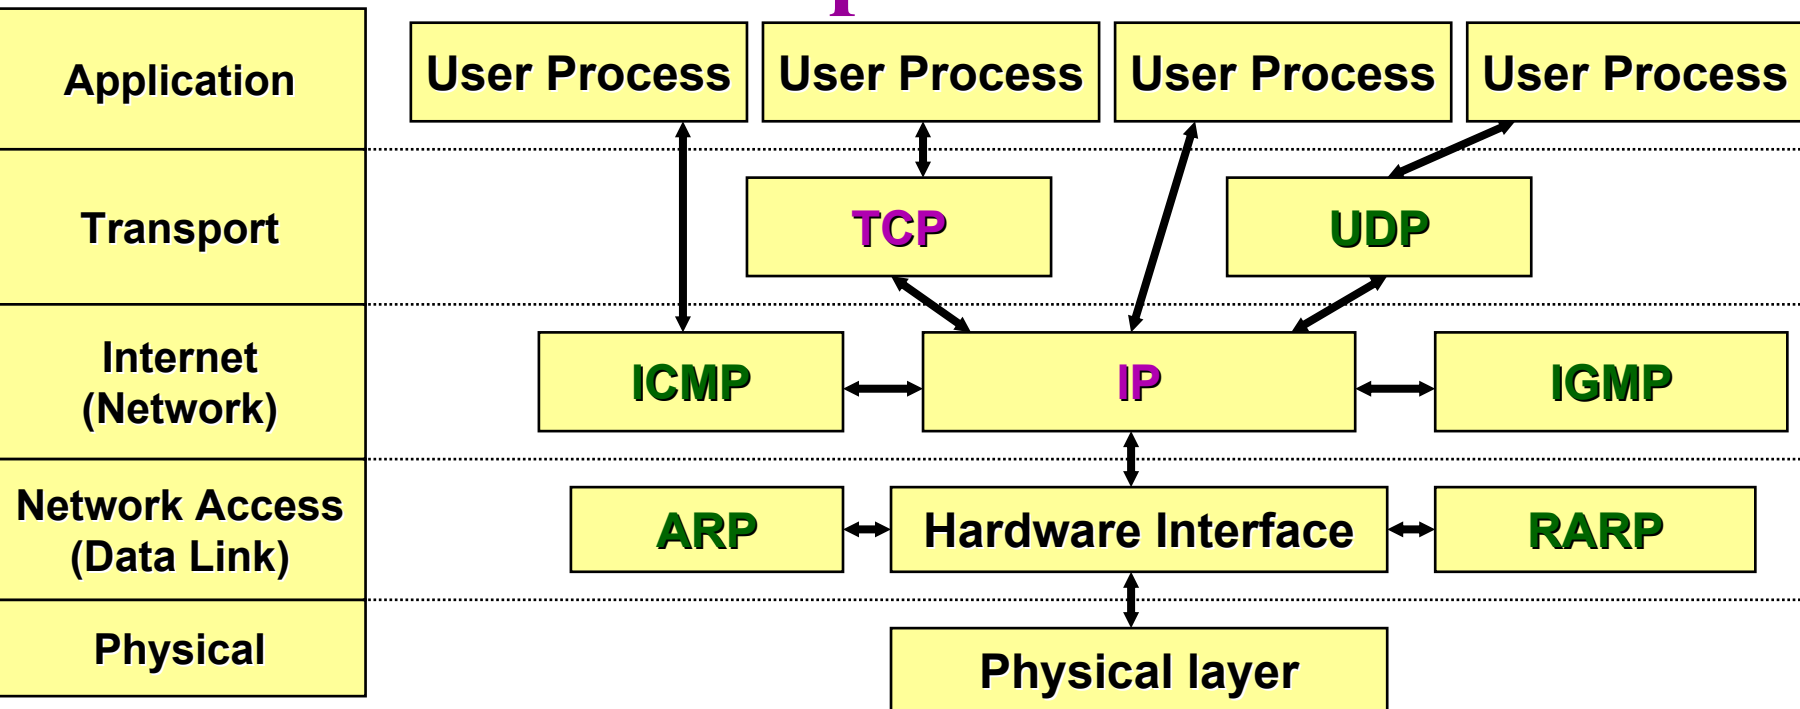 Application
User Process
User Process
User Process
User Process
Transport
TCP
UDP
Internet
(Network)
ICMP
IP
IGMP
Network Access
(Data Link)
ARP
Hardware Interface
RARP
Physical
Physical layer